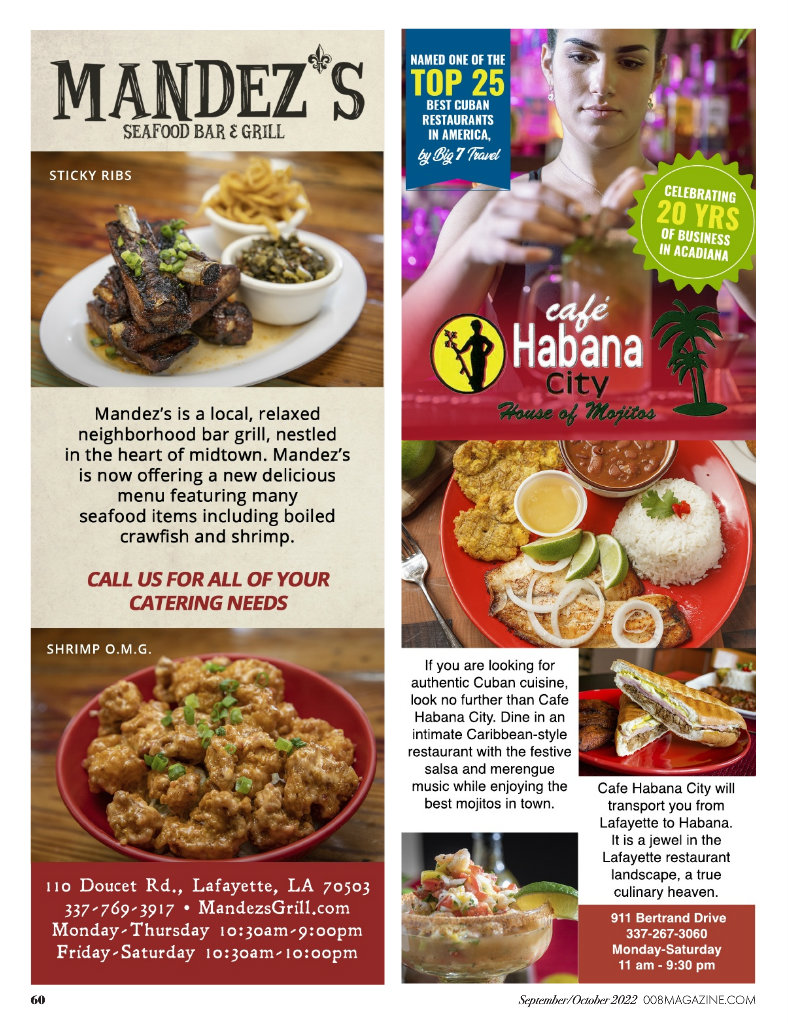 MANDEZ'S
SEAFOOD BAR & GRILL
STICKY RIBS
Mandez's is a local, relaxed
neighborhood bar grill, nestled
in the heart of midtown. Mandez's
is now offering a new delicious
menu featuring many
seafood items including boiled
crawfish and shrimp.
CALL US FOR ALL OF YOUR
CATERING NEEDS
SHRIMP O.M.G.
110 Doucet Rd., Lafayette, LA 70503
337-769-3917 • MandezsGrill.com
Monday-Thursday 10:30am-9:00pm
Friday-Saturday 10:30am-10:00pm
NAMED ONE OF THE
TOP 25
BEST CUBAN
RESTAURANTS
IN AMERICA,
by Big 7 Travel
CELEBRATING
20 YRS
OF BUSINESS
IN ACADIANA
café
Habana
City
House of Mojitos
If you are looking for
authentic Cuban cuisine,
look no further than Cafe
Habana City. Dine in an
intimate Caribbean-style
restaurant with the festive
salsa and merengue
music while enjoying the
best mojitos in town.
Cafe Habana City will
transport you from
Lafayette to Habana.
It is a jewel in the
Lafayette restaurant
landscape, a true
culinary heaven.
911 Bertrand Drive
337-267-3060
Monday-Saturday
11 am - 9:30 pm
60
September/October 2022 008MAGAZINE.COM